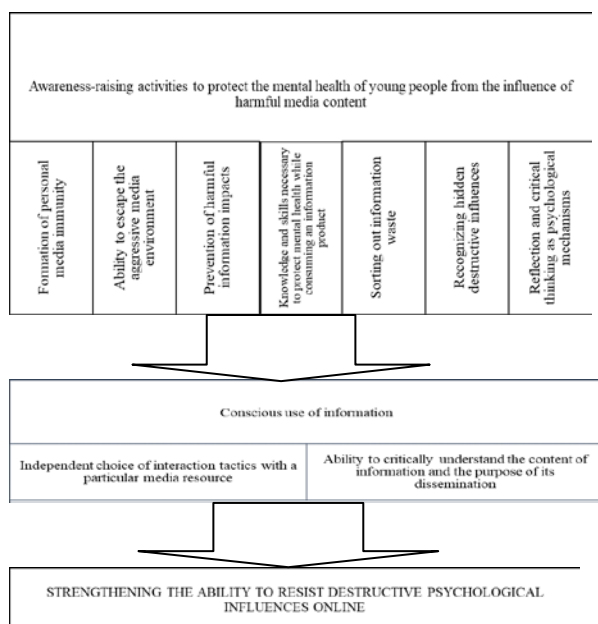 Awareness-raising activities to protect the mental health of young people from the influence of
harmful media content
Formation of personal
media immunity
Ability to escape the
aggressive media
environment
Prevention of harmful
information impacts
Knowledge and skills necessary
to protect mental health while
consuming an information
product
Sorting out information
waste
Recognizing hidden
destructive influences
Reflection and critical
thinking as psychological
mechanisms
Conscious use of information
Independent choice of interaction tactics with a
particular media resource
Ability to critically understand the content of
information and the purpose of its
dissemination
STRENGTHENING THE ABILITY TO RESIST DESTRUCTIVE PSYCHOLOGICAL
INFLUENCES ONLINE